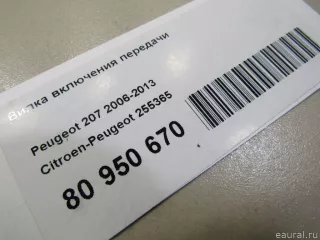 Вилка включения передачи
Peugeot 207 2006-2013
Citroen-Peugeot 255365
80 950 670
eaural.ru